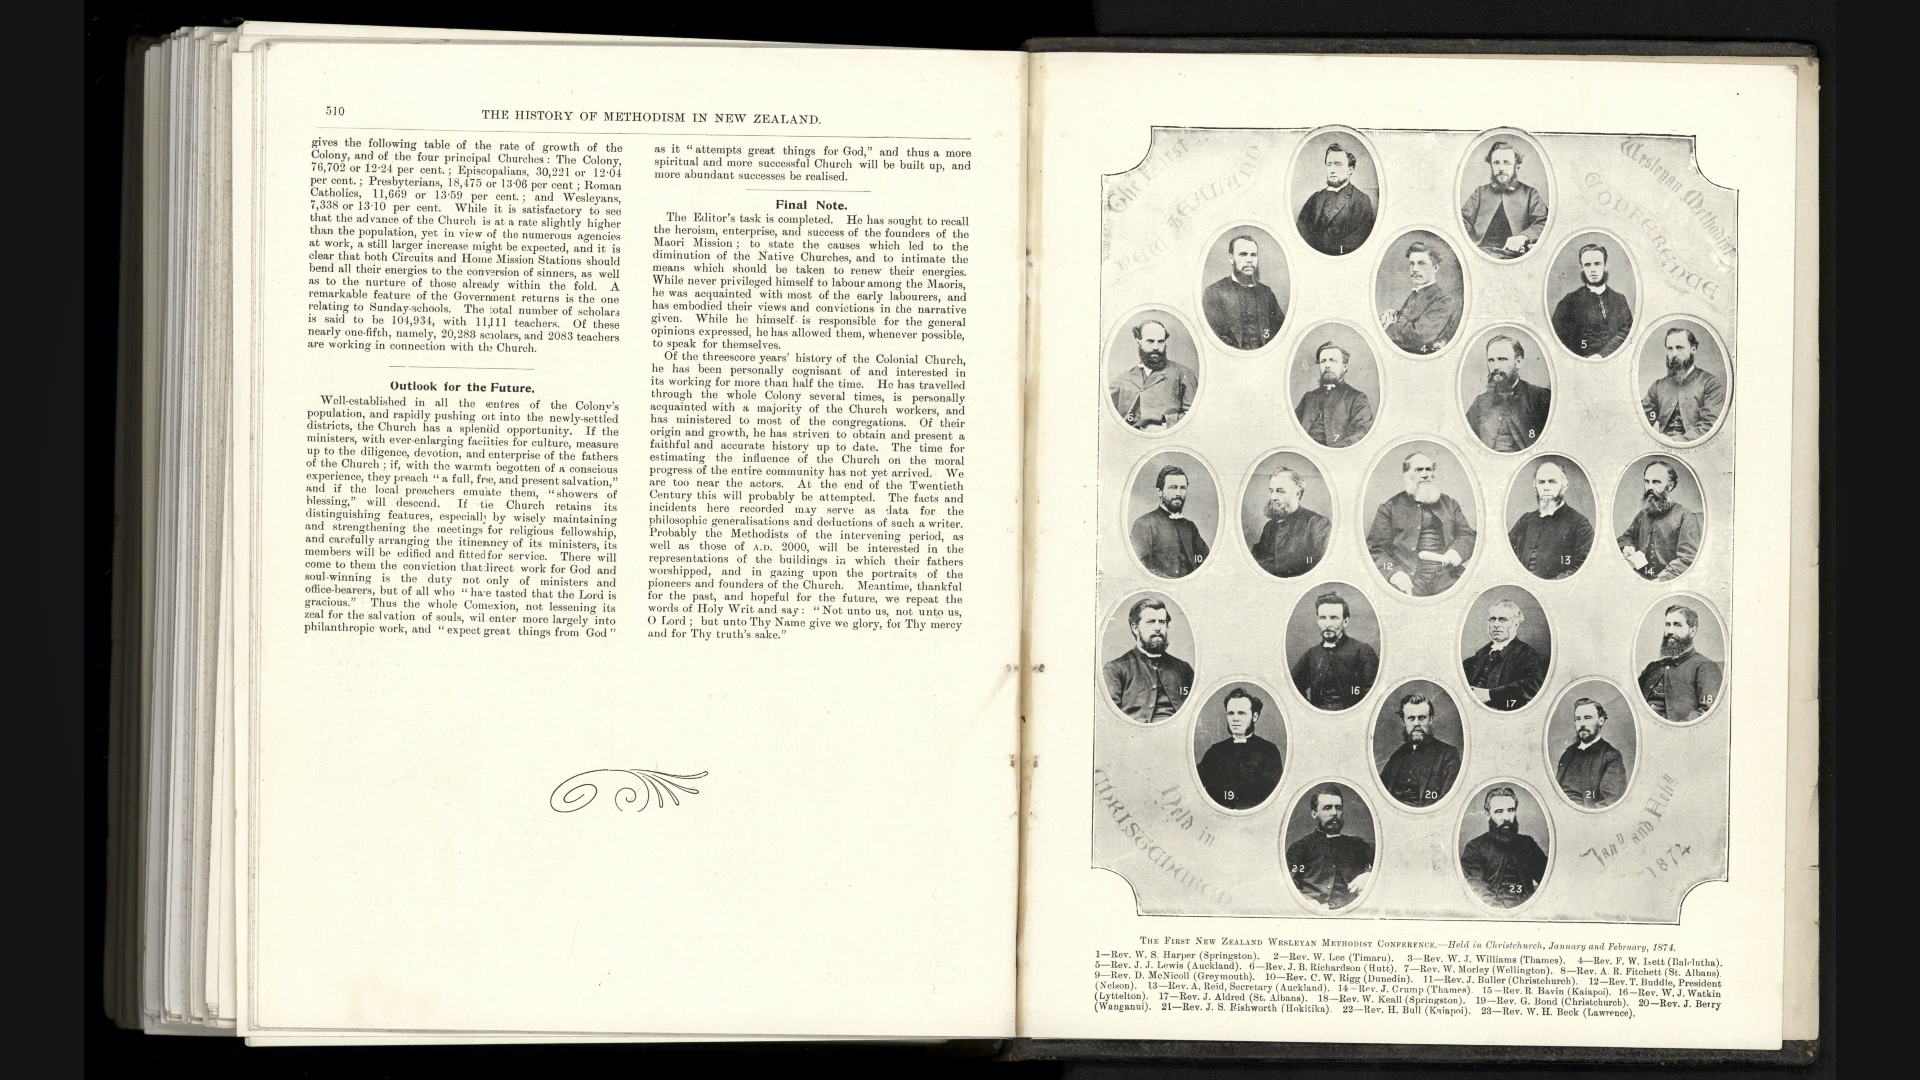 510
THE HISTORY OF METHODISM IN NEW ZEALAND.
gives the following table of the rate of growth of the
Colony, and of the four principal Churches: The Colony,
76,702 or 12·24 per cent.; Episcopalians, 30,221 or 12·04
per cent.; Presbyterians, 18,475 or 13·06 per cent; Roman
Catholics, 11,669 or 13·59 per cent.; and Wesleyans,
7,338 or 13·10 per cent. While it is satisfactory to see
that the advance of the Church is at a rate slightly higher
than the population, yet in view of the numerous agencies
at work, a still larger increase might be expected, and it is
clear that both Circuits and Home Mission Stations should
bend all their energies to the conversion of sinners, as well
as to the nurture of those already within the fold. A
remarkable feature of the Government returns is the one
relating to Sunday-schools. The total number of scholars
is said to be 104,934, with 11,111 teachers. Of these
nearly one-fifth, namely, 20,283 scholars, and 2083 teachers
are working in connection with the Church.
Outlook for the Future.
Well-established in all the centres of the Colony's
population, and rapidly pushing out into the newly-settled
districts, the Church has a splendid opportunity. If the
ministers, with ever-enlarging facilities for culture, measure
up to the diligence, devotion, and enterprise of the fathers
of the Church; if, with the warmth begotten of a conscious
experience, they preach "a full, free, and present salvation,"
and if the local preachers emulate them, "showers of
blessing," will descend. If the Church retains its
distinguishing features, especially by wisely maintaining
and strengthening the meetings for religious fellowship,
and carefully arranging the itinerancy of its ministers, its
members will be edified and fitted for service. There will
come to them the conviction that direct work for God and
soul-winning is the duty not only of ministers and
office-bearers, but of all who "have tasted that the Lord is
gracious." Thus the whole Connexion, not lessening its
zeal for the salvation of souls, will enter more largely into
philanthropic work, and "expect great things from God"
as it "attempts great things for God," and thus a more
spiritual and more successful Church will be built up, and
more abundant successes be realised.
Final Note.
The Editor's task is completed. He has sought to recall
the heroism, enterprise, and success of the founders of the
Maori Mission; to state the causes which led to the
diminution of the Native Churches, and to intimate the
means which should be taken to renew their energies.
While never privileged himself to labour among the Maoris,
he was acquainted with most of the early labourers, and
has embodied their views and convictions in the narrative
given. While he himself is responsible for the general
opinions expressed, he has allowed them, whenever possible,
to speak for themselves.
Of the threescore years' history of the Colonial Church,
he has been personally cognisant of and interested in
its working for more than half the time. He has travelled
through the whole Colony several times, is personally
acquainted with a majority of the Church workers, and
has ministered to most of the congregations. Of their
origin and growth, he has striven to obtain and present a
faithful and accurate history up to date. The time for
estimating the influence of the Church on the moral
progress of the entire community has not yet arrived. We
are too near the actors. At the end of the Twentieth
Century this will probably be attempted. The facts and
incidents here recorded may serve as data for the
philosophic generalisations and deductions of such a writer.
Probably the Methodists of the intervening period, as
well as those of A.D. 2000, will be interested in the
representations of the buildings in which their fathers
worshipped, and in gazing upon the portraits of the
pioneers and founders of the Church. Meantime, thankful
for the past, and hopeful for the future, we repeat the
words of Holy Writ and say: "Not unto us, not unto us,
O Lord; but unto Thy Name give we glory, for Thy mercy
and for Thy truth's sake."
The First
NEW ZEALAND
Wesleyan Methodist
CONFERENCE
1
3
4
5
6
7
8
9
10
11
12
13
14
15
16
17
18
19
20
21
22
23
Held in
CHRISTCHURCH
Jany and Feby
1874
THE FIRST NEW ZEALAND WESLEYAN METHODIST CONFERENCE.—Held in Christchurch, January and February, 1874.
1—Rev. W. S. Harper (Springston). 2—Rev. W. Lee (Timaru). 3—Rev. W. J. Williams (Thames). 4—Rev. F. W. Isett (Balclutha).
5—Rev. J. J. Lewis (Auckland). 6—Rev. J. B. Richardson (Hutt). 7—Rev. W. Morley (Wellington). 8—Rev. A. R. Fitchett (St. Albans).
9—Rev. D. McNicoll (Greymouth). 10—Rev. C. W. Rigg (Dunedin). 11—Rev. J. Buller (Christchurch). 12—Rev. T. Buddle, President
(Nelson). 13—Rev. A. Reid, Secretary (Auckland). 14—Rev. J. Crump (Thames). 15—Rev. R. Bavin (Kaiapoi). 16—Rev. W. J. Watkin
(Lyttelton). 17—Rev. J. Aldred (St. Albans). 18—Rev. W. Keall (Springston). 19—Rev. G. Bond (Christchurch). 20—Rev. J. Berry
(Wanganui). 21—Rev. J. S. Rishworth (Hokitika). 22—Rev. H. Bull (Kaiapoi). 23—Rev. W. H. Beck (Lawrence).